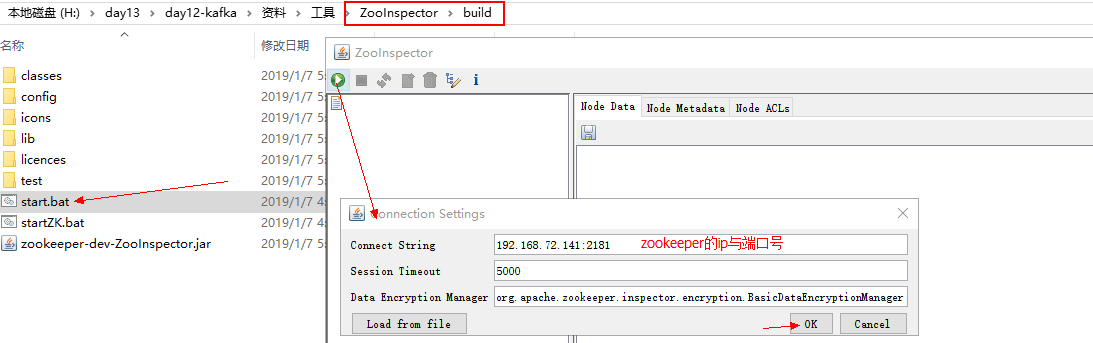 本地磁盘 (H:) > day13 > day12-kafka > 资料 > 工具 > ZooInspector > build
名称
修改日期
classes
2019/1/7 5
config
2019/1/7 5
icons
2019/1/7 5
lib
2019/1/7 5
licences
2019/1/7 5
test
2019/1/7 5
start.bat
2019/1/7 4
startZK.bat
2019/1/7 4
zookeeper-dev-ZooInspector.jar
2019/1/7 5
ZooInspector
Node Data
Node Metadata
Node ACLs
Connection Settings
Connect String
192.168.72.141:2181
zookeeper的ip与端口号
Session Timeout
5000
Data Encryption Manager
org.apache.zookeeper.inspector.encryption.BasicDataEncryptionManager
Load from file
OK
Cancel